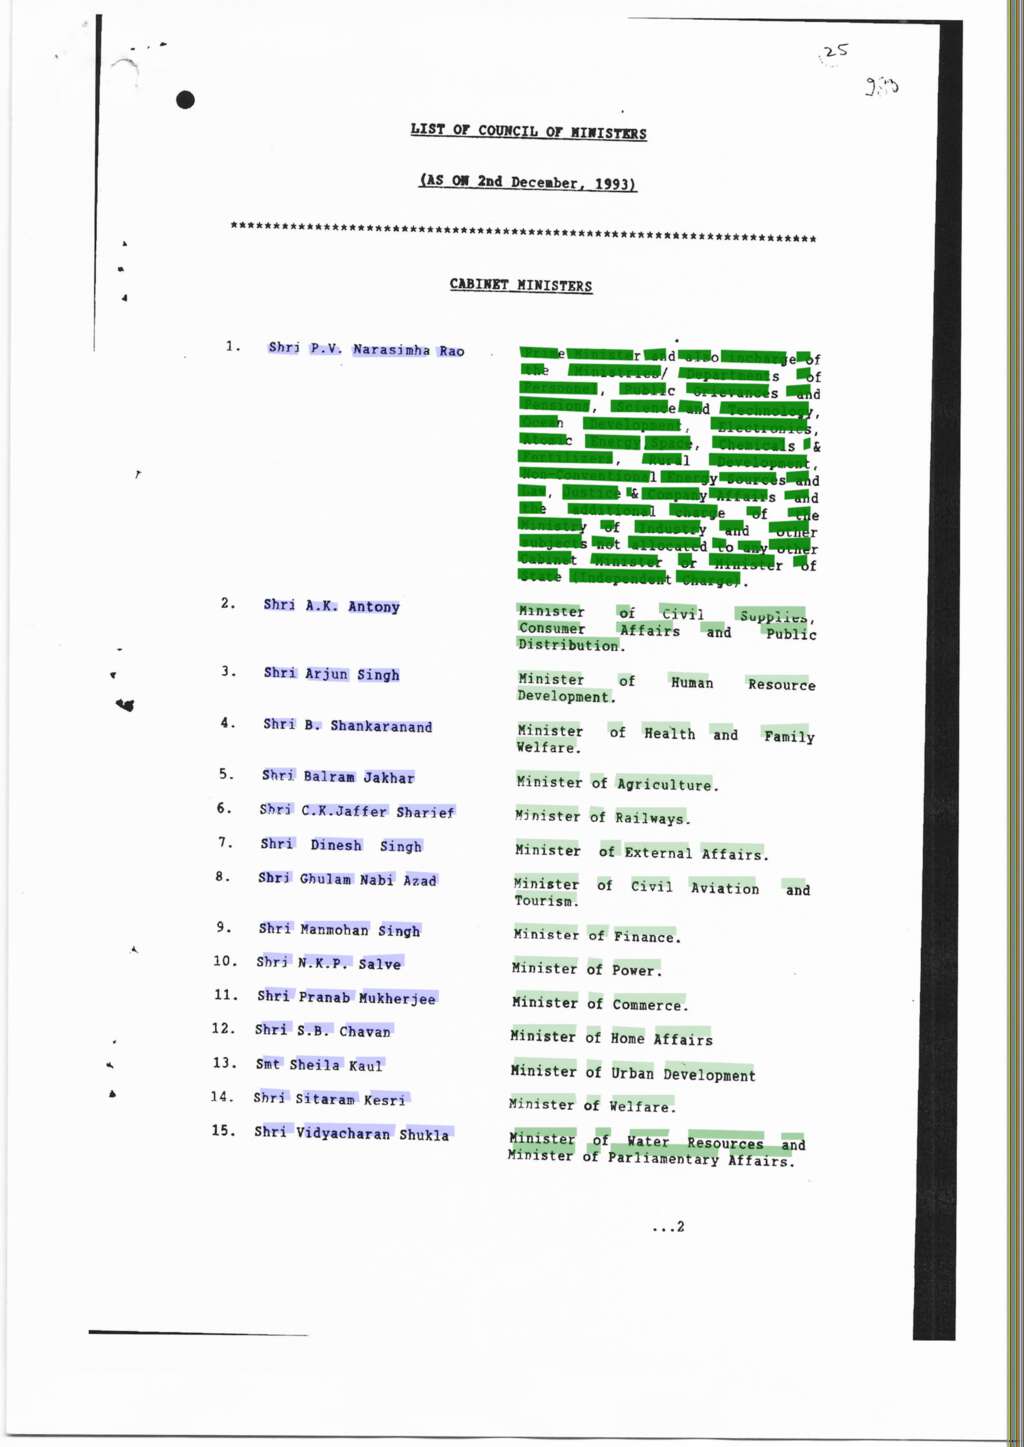 25
LIST OF COUNCIL OF MINISTERS
(AS ON 2nd December, 1993)
*******************************************************************************
CABINET MINISTERS
1. Shri P.V. Narasimha Rao Prime Minister and also incharge of
the Ministries/ Departments of
Personnel, Public Grievances and
Pensions, Science and Technology,
Ocean Development, Electronics,
Atomic Energy Space, Chemicals &
Fertilizers, Rural Development,
Non-Conventional Energy Sources and
Law, Justice & Company Affairs and
the additional charge of the
Ministry of Industry and other
subjects not allocated to any other
Cabinet Minister or Minister of
State (Independent Charge).
2. Shri A.K. Antony Minister of Civil Supplies,
Consumer Affairs and Public
Distribution.
3. Shri Arjun Singh Minister of Human Resource
Development.
4. Shri B. Shankaranand Minister of Health and Family
Welfare.
5. Shri Balram Jakhar Minister of Agriculture.
6. Shri C.K.Jaffer Sharief Minister of Railways.
7. Shri Dinesh Singh Minister of External Affairs.
8. Shri Ghulam Nabi Azad Minister of Civil Aviation and
Tourism.
9. Shri Manmohan Singh Minister of Finance.
10. Shri N.K.P. Salve Minister of Power.
11. Shri Pranab Mukherjee Minister of Commerce.
12. Shri S.B. Chavan Minister of Home Affairs
13. Smt Sheila Kaul Minister of Urban Development
14. Shri Sitaram Kesri Minister of Welfare.
15. Shri Vidyacharan Shukla Minister of Water Resources and
Minister of Parliamentary Affairs.
...2